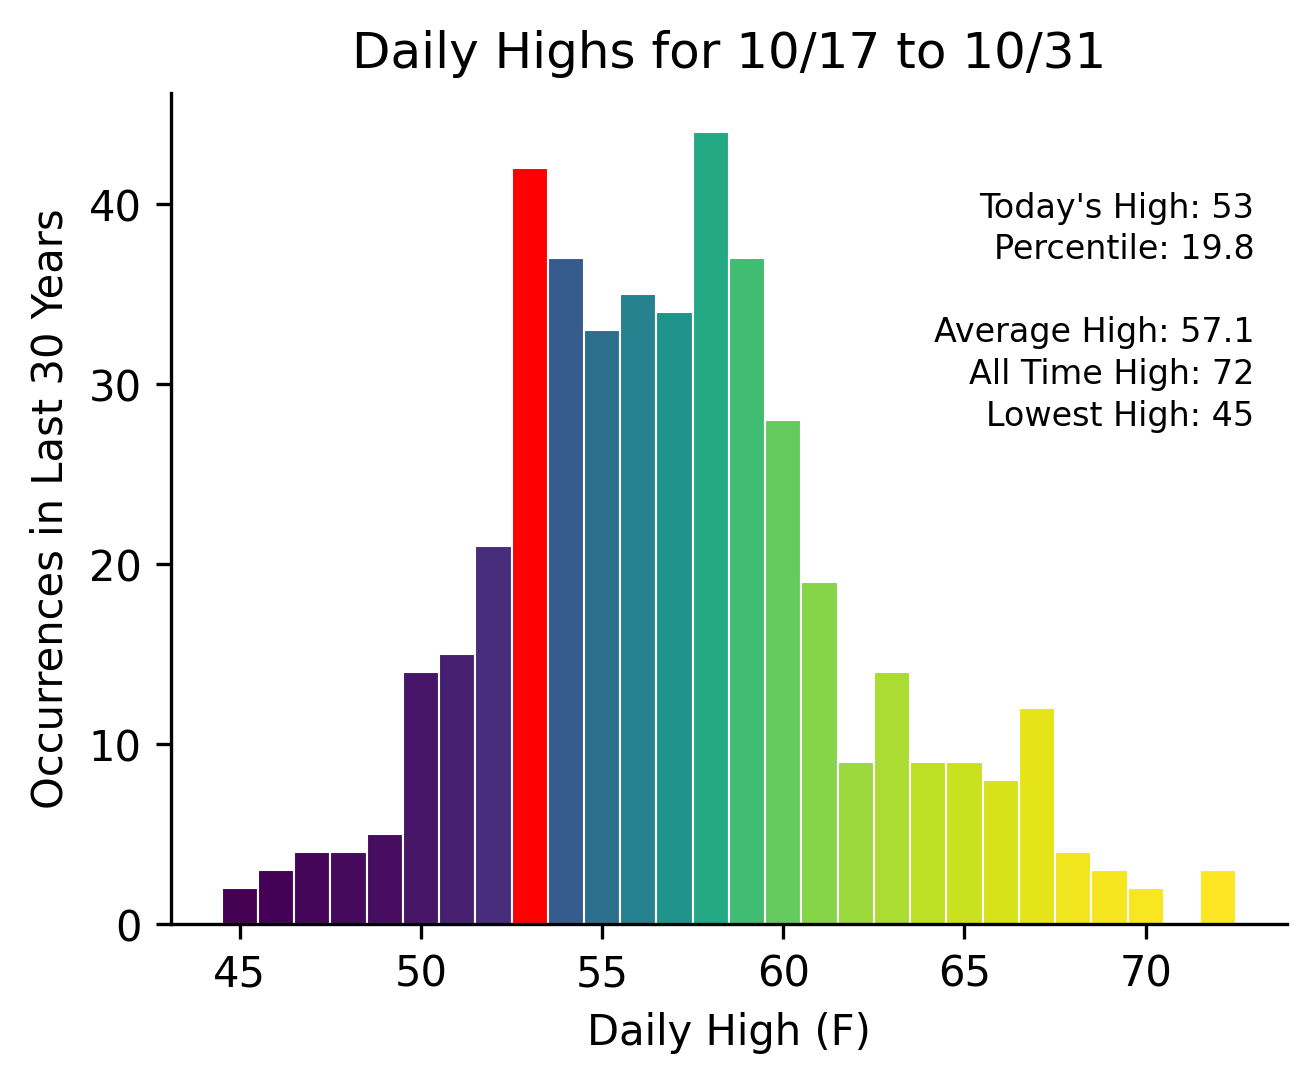 Daily Highs for 10/17 to 10/31
Occurrences in Last 30 Years
40
30
20
10
0
Today's High: 53
Percentile: 19.8
Average High: 57.1
All Time High: 72
Lowest High: 45
45 50 55 60 65 70
Daily High (F)